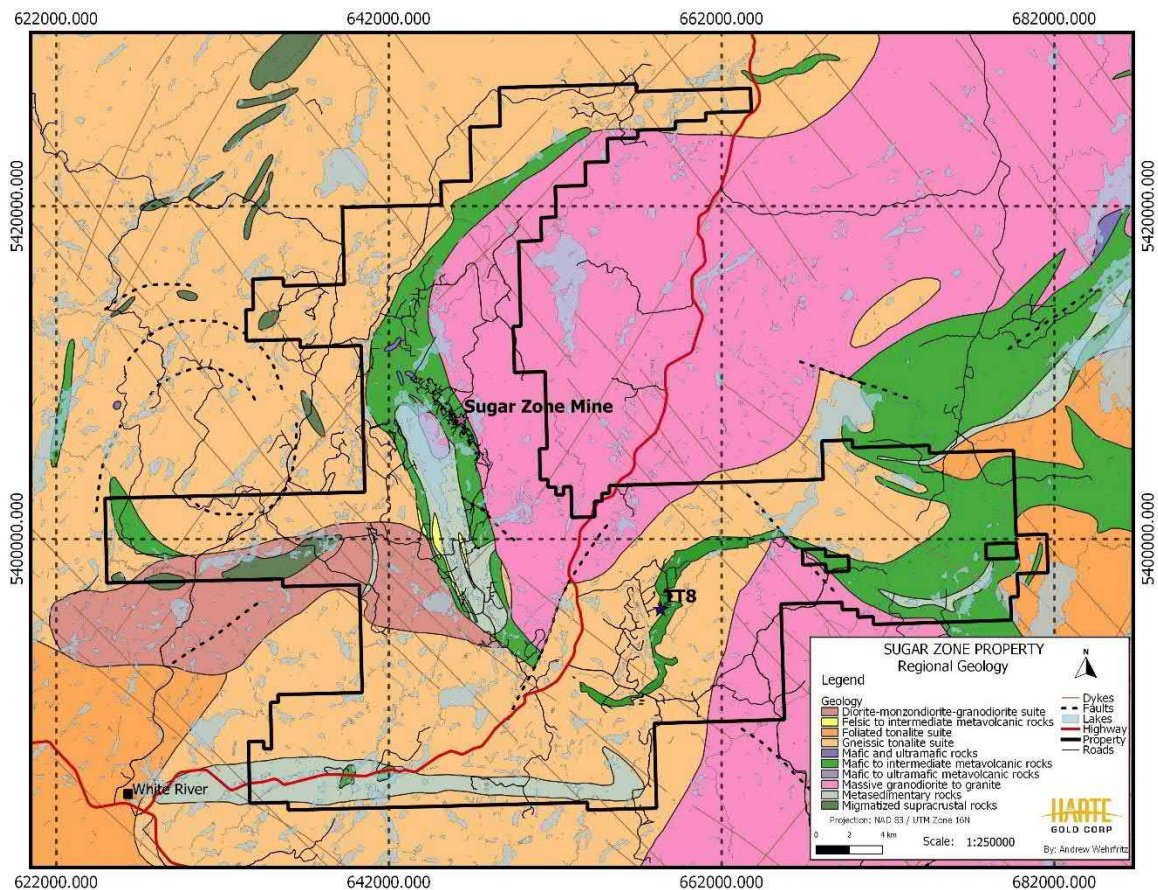 622000.000 642000.000 662000.000 682000.000
5420000.000 5420000.000
Sugar Zone Mine
5400000.000 5400000.000
TT8
White River
SUGAR ZONE PROPERTY
Regional Geology
N
Legend
Geology
Diorite-monzondiorite-granodiorite suite
Felsic to intermediate metavolcanic rocks
Foliated tonalite suite
Gneissic tonalite suite
Mafic and ultramafic rocks
Mafic to intermediate metavolcanic rocks
Mafic to ultramafic metavolcanic rocks
Massive granodiorite to granite
Metasedimentary rocks
Migmatized supracrustal rocks
Dykes
Faults
Lakes
Highway
Property
Roads
Projection: NAD 83 / UTM Zone 16N
0 2 4 km
Scale: 1:250000
HARTE
GOLD CORP
By: Andrew Wehrfritz
622000.000 642000.000 662000.000 682000.000